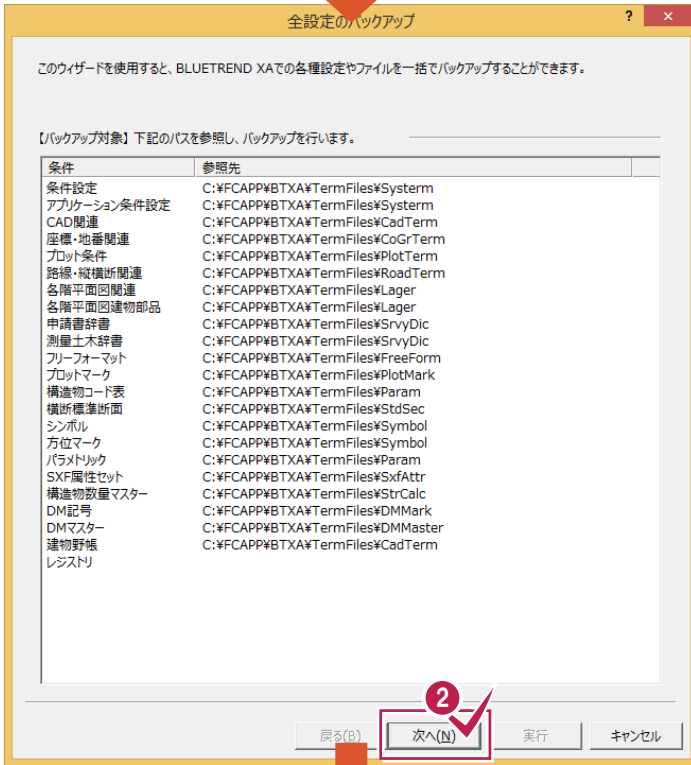 全設定のバックアップ
? ×
このウィザードを使用すると、BLUETREND XAでの各種設定やファイルを一括でバックアップすることができます。
【バックアップ対象】下記のパスを参照し、バックアップを行います。
条件 参照先
条件設定 C:¥FCAPP¥BTXA¥TermFiles¥Systerm
アプリケーション条件設定 C:¥FCAPP¥BTXA¥TermFiles¥Systerm
CAD関連 C:¥FCAPP¥BTXA¥TermFiles¥CadTerm
座標・地番関連 C:¥FCAPP¥BTXA¥TermFiles¥CoGrTerm
プロット条件 C:¥FCAPP¥BTXA¥TermFiles¥PlotTerm
路線・縦横断関連 C:¥FCAPP¥BTXA¥TermFiles¥RoadTerm
各階平面図関連 C:¥FCAPP¥BTXA¥TermFiles¥Lager
各階平面図建物部品 C:¥FCAPP¥BTXA¥TermFiles¥Lager
申請書辞書 C:¥FCAPP¥BTXA¥TermFiles¥SrvyDic
測量土木辞書 C:¥FCAPP¥BTXA¥TermFiles¥SrvyDic
フリーフォーマット C:¥FCAPP¥BTXA¥TermFiles¥FreeForm
プロットマーク C:¥FCAPP¥BTXA¥TermFiles¥PlotMark
構造物コード表 C:¥FCAPP¥BTXA¥TermFiles¥Param
横断標準断面 C:¥FCAPP¥BTXA¥TermFiles¥StdSec
シンボル C:¥FCAPP¥BTXA¥TermFiles¥Symbol
方位マーク C:¥FCAPP¥BTXA¥TermFiles¥Symbol
パラメトリック C:¥FCAPP¥BTXA¥TermFiles¥Param
SXF属性セット C:¥FCAPP¥BTXA¥TermFiles¥SxfAttr
構造物数量マスター C:¥FCAPP¥BTXA¥TermFiles¥StrCalc
DM記号 C:¥FCAPP¥BTXA¥TermFiles¥DMMark
DMマスター C:¥FCAPP¥BTXA¥TermFiles¥DMMaster
建物野帳 C:¥FCAPP¥BTXA¥TermFiles¥CadTerm
レジストリ
2
戻る(B) 次へ(N) 実行 キャンセル